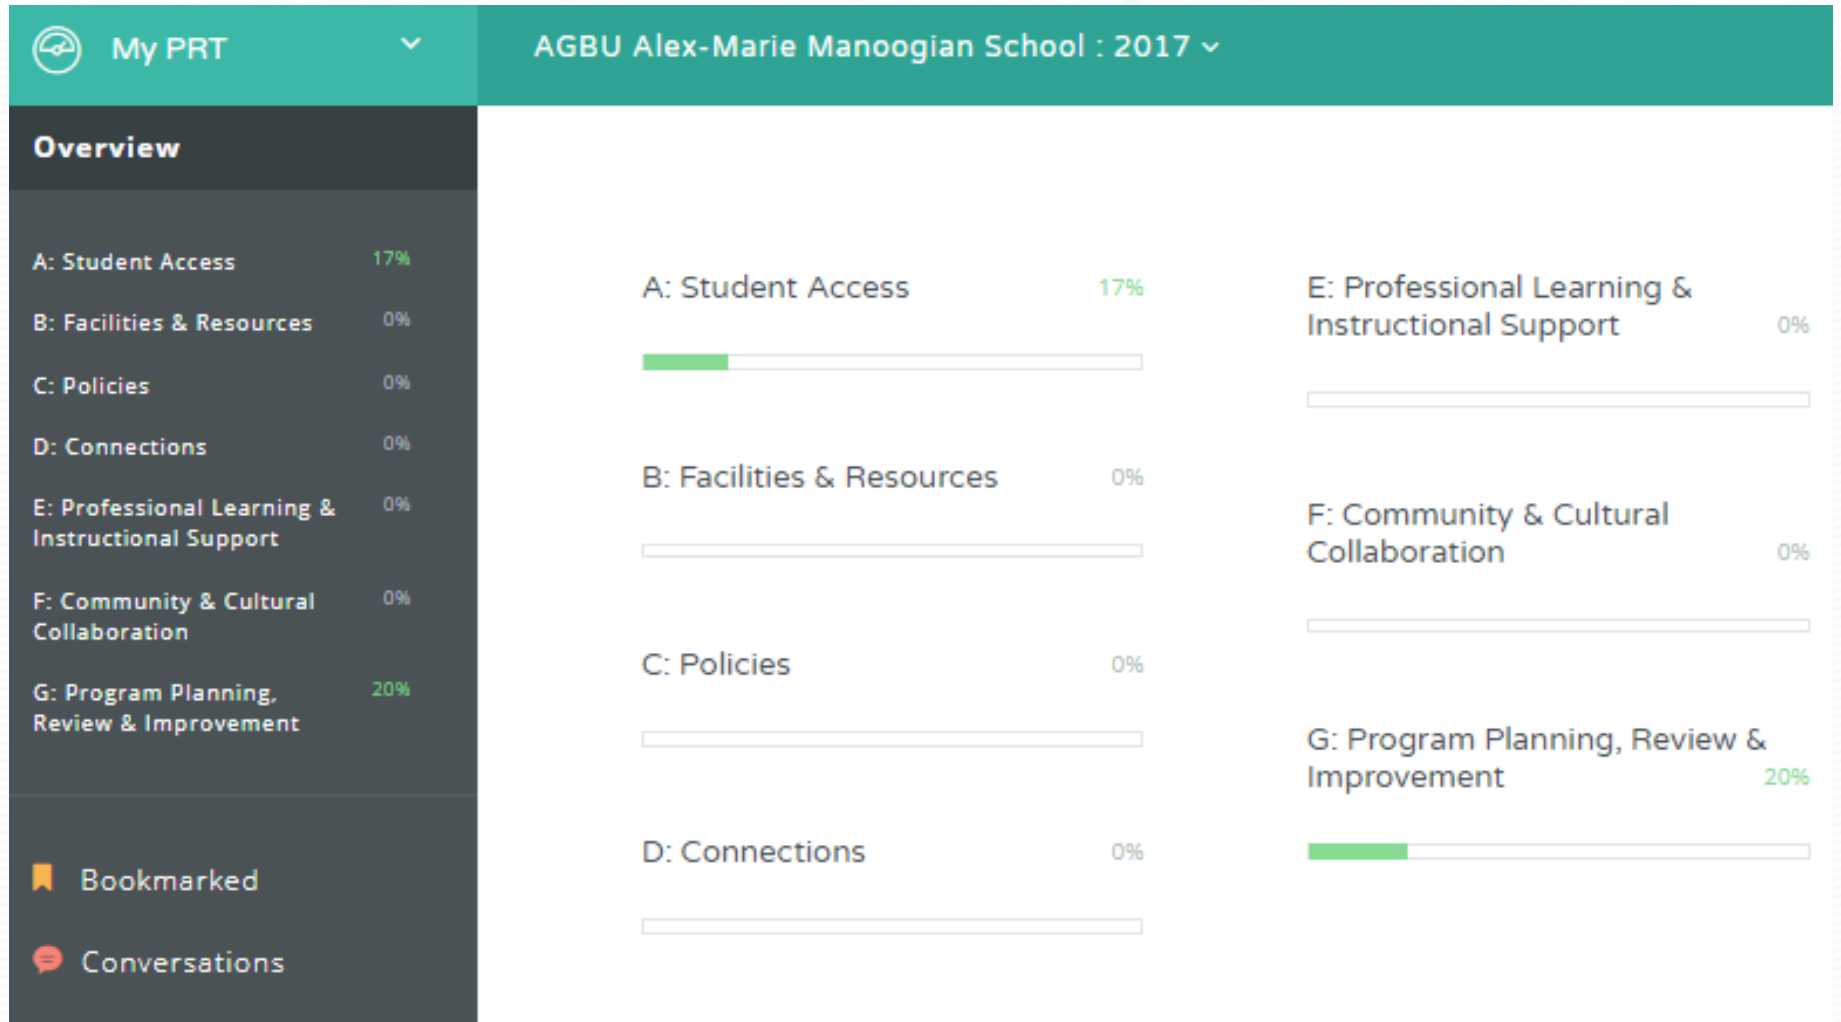 My PRT
AGBU Alex-Marie Manoogian School : 2017
Overview
A: Student Access 17%
B: Facilities & Resources 0%
C: Policies 0%
D: Connections 0%
E: Professional Learning & 0%
Instructional Support
F: Community & Cultural 0%
Collaboration
G: Program Planning, 20%
Review & Improvement
Bookmarked
Conversations
A: Student Access 17%
B: Facilities & Resources 0%
C: Policies 0%
D: Connections 0%
E: Professional Learning &
Instructional Support 0%
F: Community & Cultural
Collaboration 0%
G: Program Planning, Review &
Improvement 20%